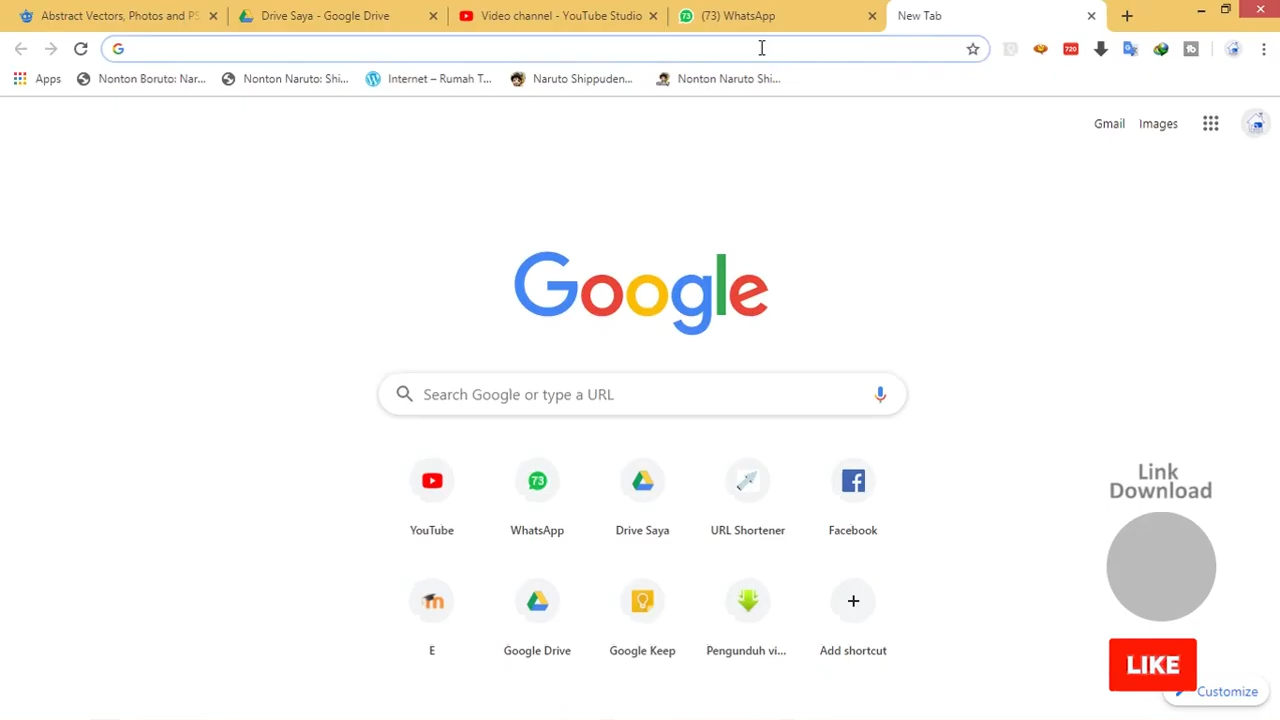 Abstract Vectors, Photos and PS
Drive Saya - Google Drive
Video channel - YouTube Studio
73 (73) WhatsApp
New Tab
Apps
Nonton Boruto: Nar...
Nonton Naruto: Shi...
Internet – Rumah T...
Naruto Shippuden...
Nonton Naruto Shi...
720
Gmail
Images
Google
Search Google or type a URL
73
YouTube
WhatsApp
Drive Saya
URL Shortener
Facebook
E
Google Drive
Google Keep
Pengunduh vi...
Add shortcut
Link
Download
LIKE
Customize